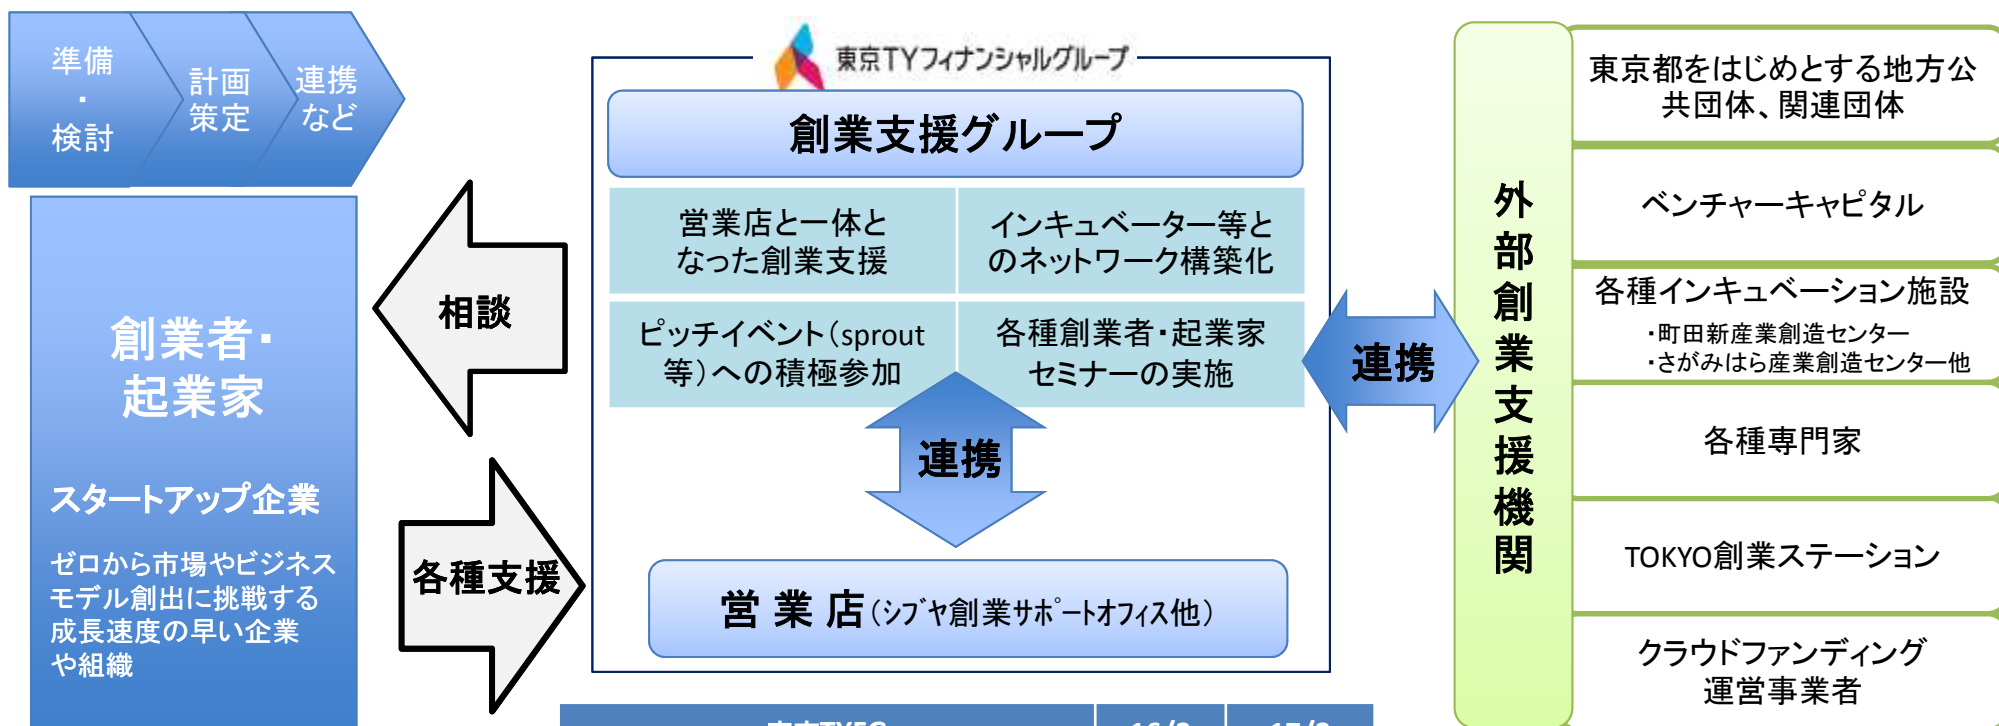 準備
・
検討
計画
策定
連携
など
創業者・
起業家
スタートアップ企業
ゼロから市場やビジネス
モデル創出に挑戦する
成長速度の早い企業
や組織
相談
各種支援
東京TYフィナンシャルグループ
創業支援グループ
営業店と一体と
なった創業支援
インキュベーター等と
のネットワーク構築化
ピッチイベント(sprout
等)への積極参加
各種創業者・起業家
セミナーの実施
連携
営 業 店(ｼﾌﾞﾔ創業ｻﾎﾟｰﾄｵﾌｨｽ他)
連携
外部創業支援機関
東京都をはじめとする地方公
共団体、関連団体
ベンチャーキャピタル
各種インキュベーション施設
・町田新産業創造センター
・さがみはら産業創造センター他
各種専門家
TOKYO創業ステーション
クラウドファンディング
運営事業者